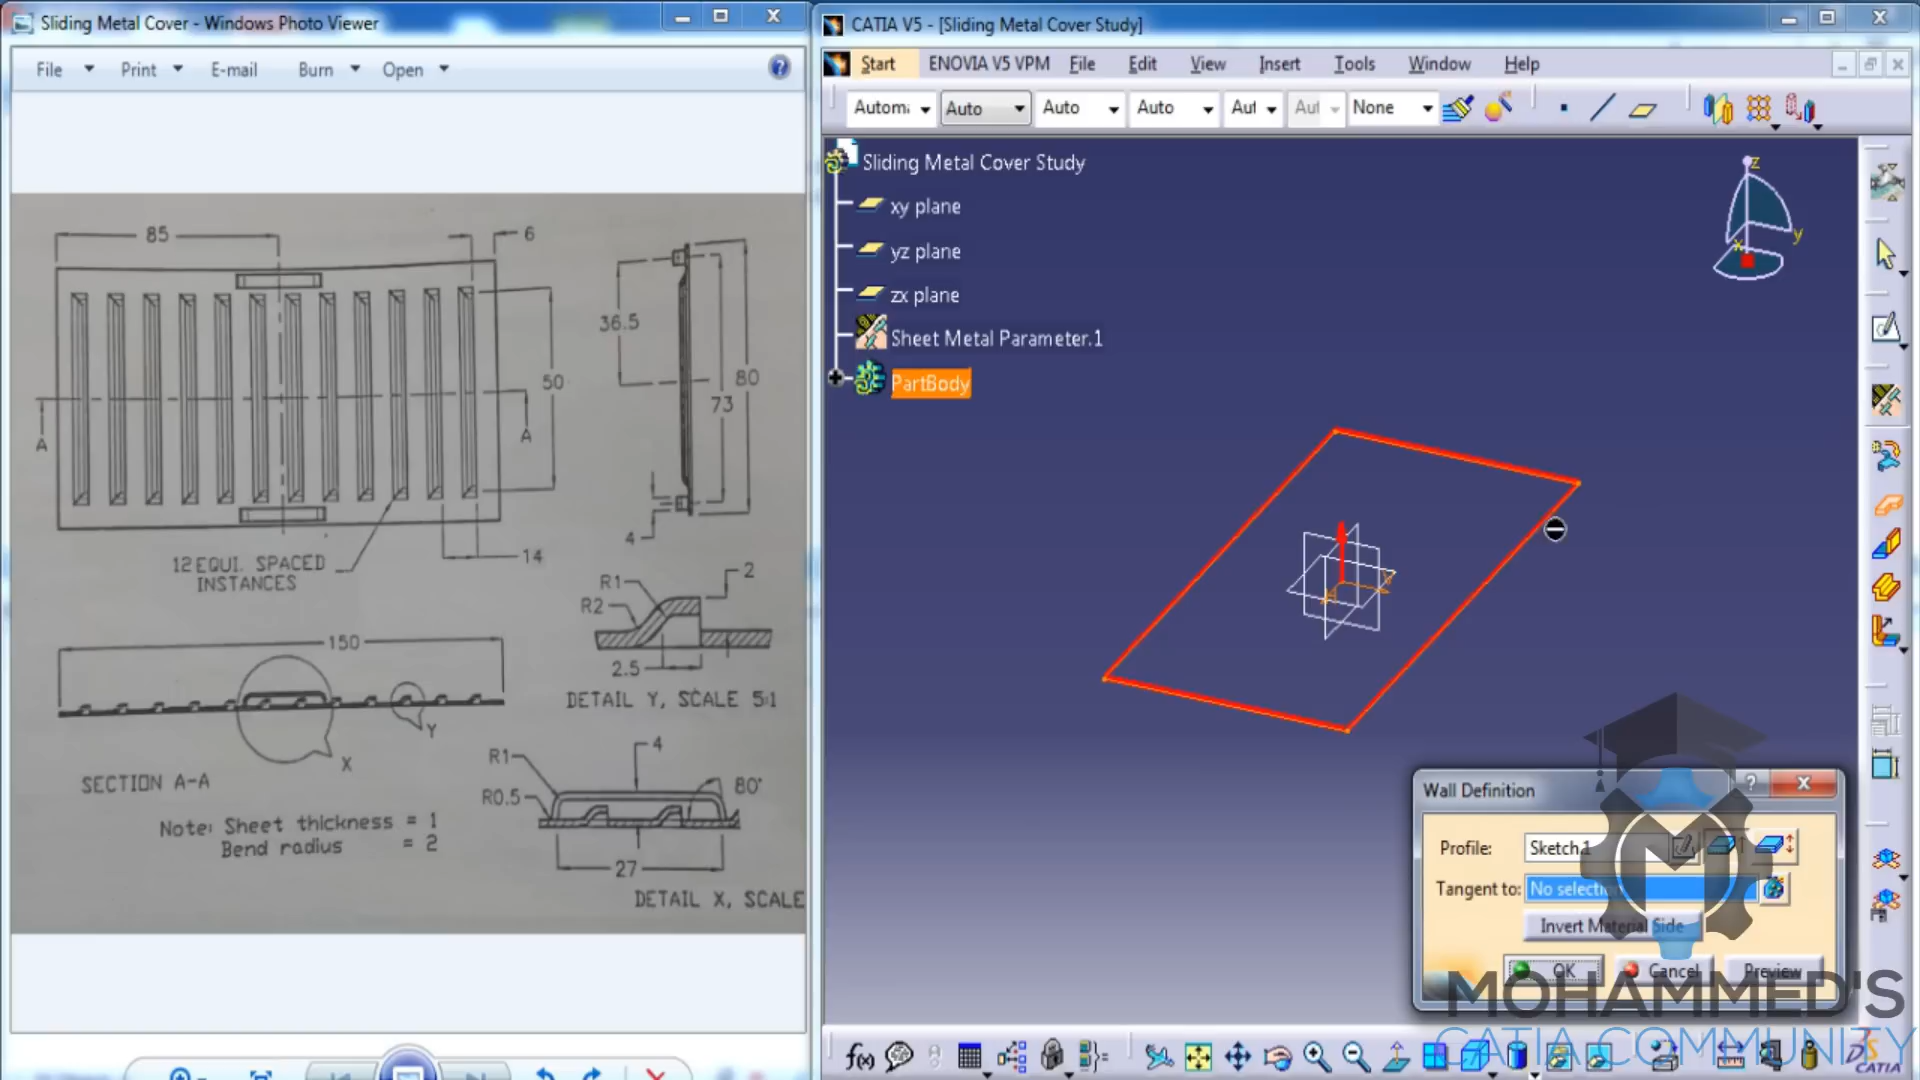 Sliding Metal Cover - Windows Photo Viewer
File Print E-mail Burn Open
85
6
36.5
80
73
50
A
A
4
14
12 EQUI. SPACED
INSTANCES
R1
2
R2
2.5
DETAIL Y, SCALE 5:1
150
Y
X
SECTION A-A
R1
4
R0.5
80°
27
DETAIL X, SCALE
Note: Sheet thickness = 1
Bend radius = 2
CATIA V5 - [Sliding Metal Cover Study]
Start ENOVIA V5 VPM File Edit View Insert Tools Window Help
Auto Auto Auto Aut Aut None
Sliding Metal Cover Study
xy plane
yz plane
zx plane
Sheet Metal Parameter.1
PartBody
z
y
x
Wall Definition
Profile: Sketch.1
Tangent to: No selection
Invert Material Side
OK Cancel Preview
MOHAMMED'S
CATIA COMMUNITY
f(x)
CATIA